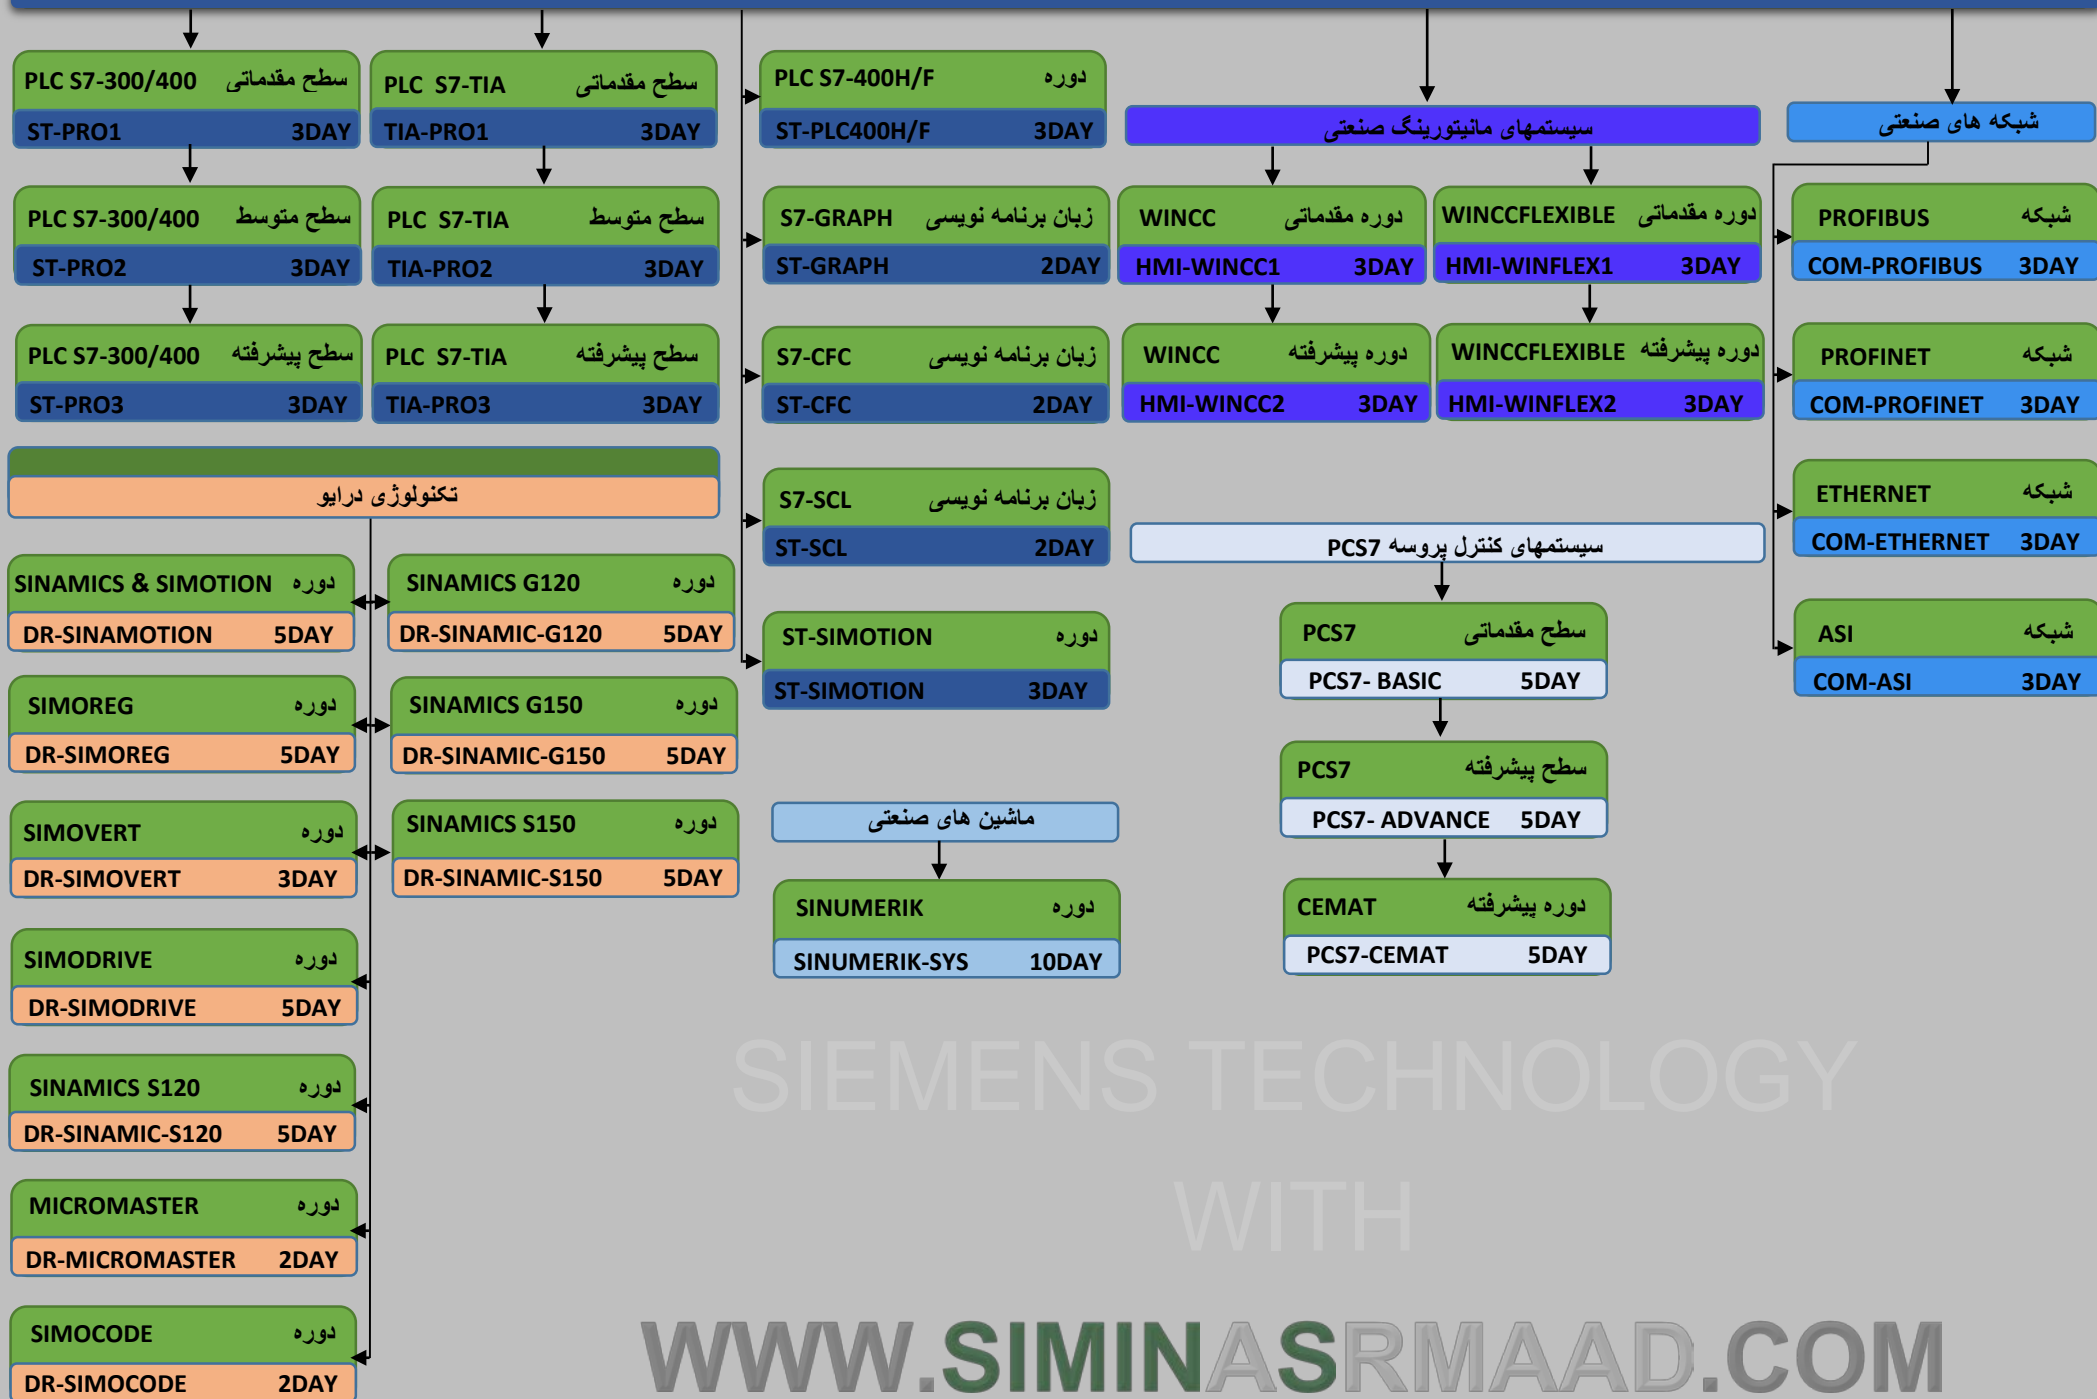 PLC S7-300/400 سطح مقدماتی
ST-PRO1 3DAY
PLC S7-300/400 سطح متوسط
ST-PRO2 3DAY
PLC S7-300/400 سطح پیشرفته
ST-PRO3 3DAY
PLC S7-TIA سطح مقدماتی
TIA-PRO1 3DAY
PLC S7-TIA سطح متوسط
TIA-PRO2 3DAY
PLC S7-TIA سطح پیشرفته
TIA-PRO3 3DAY
PLC S7-400H/F دوره
ST-PLC400H/F 3DAY
S7-GRAPH زبان برنامه نویسی
ST-GRAPH 2DAY
S7-CFC زبان برنامه نویسی
ST-CFC 2DAY
S7-SCL زبان برنامه نویسی
ST-SCL 2DAY
ST-SIMOTION دوره
ST-SIMOTION 3DAY
سیستمهای مانیتورینگ صنعتی
WINCC دوره مقدماتی
HMI-WINCC1 3DAY
WINCC دوره پیشرفته
HMI-WINCC2 3DAY
WINCCFLEXIBLE دوره مقدماتی
HMI-WINFLEX1 3DAY
WINCCFLEXIBLE دوره پیشرفته
HMI-WINFLEX2 3DAY
شبکه های صنعتی
PROFIBUS شبکه
COM-PROFIBUS 3DAY
PROFINET شبکه
COM-PROFINET 3DAY
ETHERNET شبکه
COM-ETHERNET 3DAY
ASI شبکه
COM-ASI 3DAY
تکنولوژی درایو
SINAMICS & SIMOTION دوره
DR-SINAMOTION 5DAY
SIMOREG دوره
DR-SIMOREG 5DAY
SIMOVERT دوره
DR-SIMOVERT 3DAY
SIMODRIVE دوره
DR-SIMODRIVE 5DAY
SINAMICS S120 دوره
DR-SINAMIC-S120 5DAY
MICROMASTER دوره
DR-MICROMASTER 2DAY
SIMOCODE دوره
DR-SIMOCODE 2DAY
SINAMICS G120 دوره
DR-SINAMIC-G120 5DAY
SINAMICS G150 دوره
DR-SINAMIC-G150 5DAY
SINAMICS S150 دوره
DR-SINAMIC-S150 5DAY
ماشین های صنعتی
SINUMERIK دوره
SINUMERIK-SYS 10DAY
سیستمهای کنترل پروسه PCS7
PCS7 سطح مقدماتی
PCS7- BASIC 5DAY
PCS7 سطح پیشرفته
PCS7- ADVANCE 5DAY
CEMAT دوره پیشرفته
PCS7-CEMAT 5DAY
SIEMENS TECHNOLOGY
WITH
WWW.SIMINASRMAAD.COM